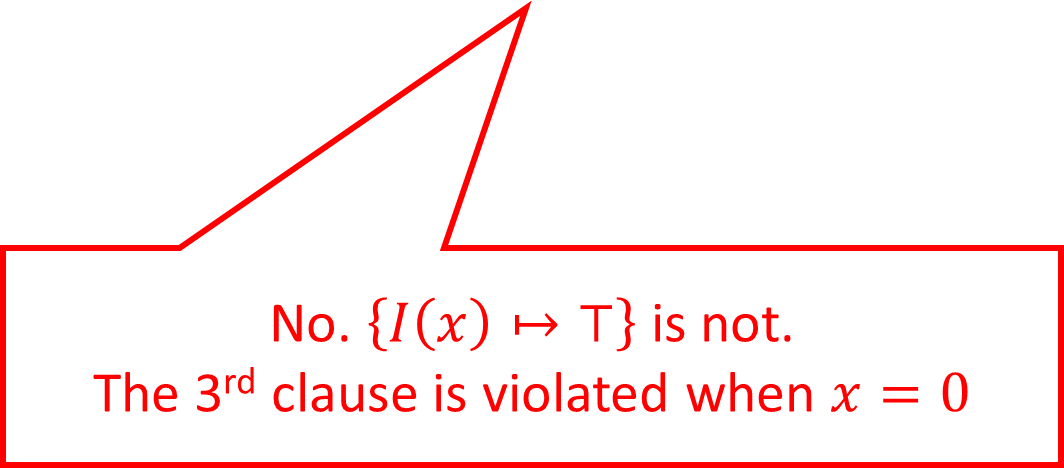 No. {I(x) ↦ ⊤} is not.
The 3rd clause is violated when x = 0